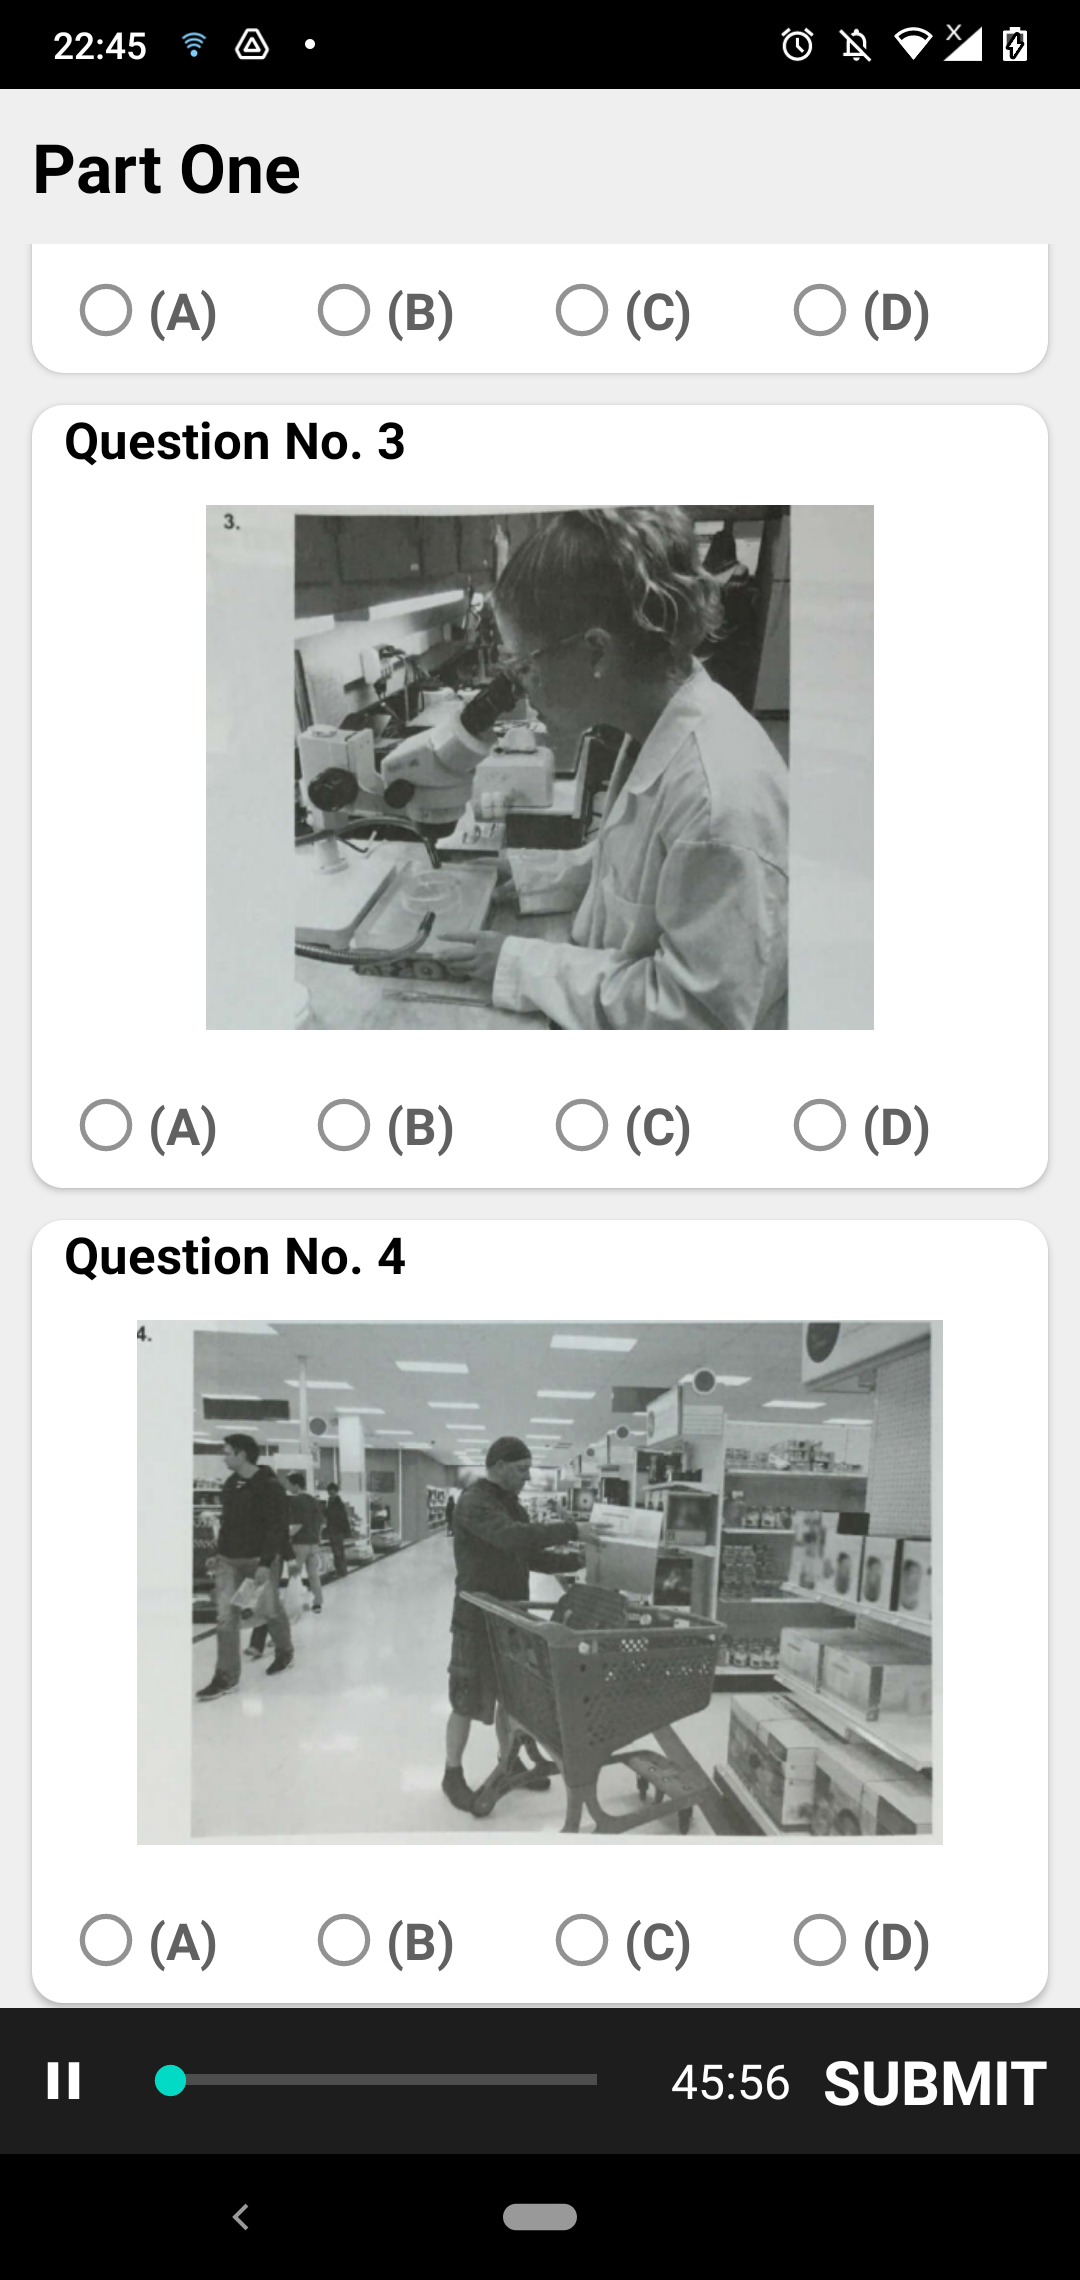 22:45
Part One
(A) (B) (C) (D)
Question No. 3
3.
(A) (B) (C) (D)
Question No. 4
4.
(A) (B) (C) (D)
45:56 SUBMIT